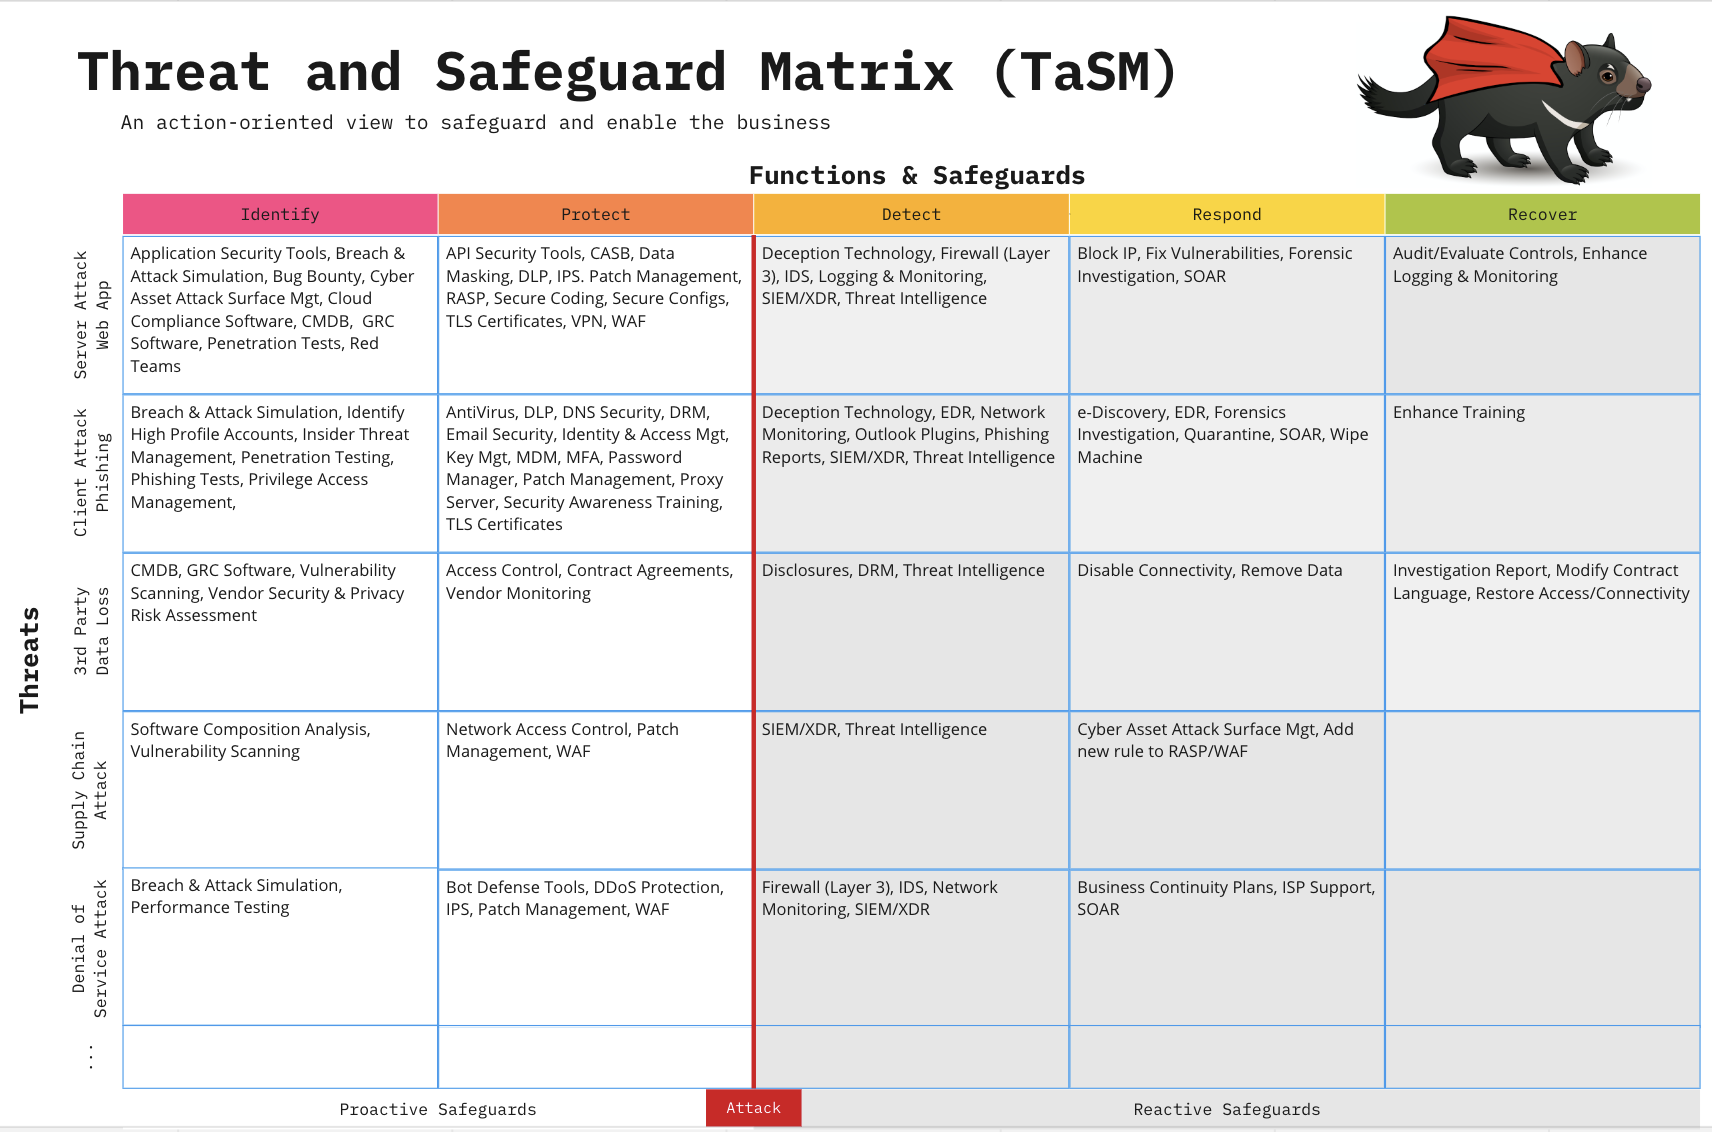 Threat and Safeguard Matrix (TaSM)
An action-oriented view to safeguard and enable the business
Functions & Safeguards
Identify
Protect
Detect
Respond
Recover
Threats
Server Attack
Web App
Application Security Tools, Breach &
Attack Simulation, Bug Bounty, Cyber
Asset Attack Surface Mgt, Cloud
Compliance Software, CMDB,  GRC
Software, Penetration Tests, Red
Teams
API Security Tools, CASB, Data
Masking, DLP, IPS. Patch Management,
RASP, Secure Coding, Secure Configs,
TLS Certificates, VPN, WAF
Deception Technology, Firewall (Layer
3), IDS, Logging & Monitoring,
SIEM/XDR, Threat Intelligence
Block IP, Fix Vulnerabilities, Forensic
Investigation, SOAR
Audit/Evaluate Controls, Enhance
Logging & Monitoring
Client Attack
Phishing
Breach & Attack Simulation, Identify
High Profile Accounts, Insider Threat
Management, Penetration Testing,
Phishing Tests, Privilege Access
Management,
AntiVirus, DLP, DNS Security, DRM,
Email Security, Identity & Access Mgt,
Key Mgt, MDM, MFA, Password
Manager, Patch Management, Proxy
Server, Security Awareness Training,
TLS Certificates
Deception Technology, EDR, Network
Monitoring, Outlook Plugins, Phishing
Reports, SIEM/XDR, Threat Intelligence
e-Discovery, EDR, Forensics
Investigation, Quarantine, SOAR, Wipe
Machine
Enhance Training
3rd Party
Data Loss
CMDB, GRC Software, Vulnerability
Scanning, Vendor Security & Privacy
Risk Assessment
Access Control, Contract Agreements,
Vendor Monitoring
Disclosures, DRM, Threat Intelligence
Disable Connectivity, Remove Data
Investigation Report, Modify Contract
Language, Restore Access/Connectivity
Supply Chain
Attack
Software Composition Analysis,
Vulnerability Scanning
Network Access Control, Patch
Management, WAF
SIEM/XDR, Threat Intelligence
Cyber Asset Attack Surface Mgt, Add
new rule to RASP/WAF
Denial of
Service Attack
Breach & Attack Simulation,
Performance Testing
Bot Defense Tools, DDoS Protection,
IPS, Patch Management, WAF
Firewall (Layer 3), IDS, Network
Monitoring, SIEM/XDR
Business Continuity Plans, ISP Support,
SOAR
...
Proactive Safeguards
Attack
Reactive Safeguards